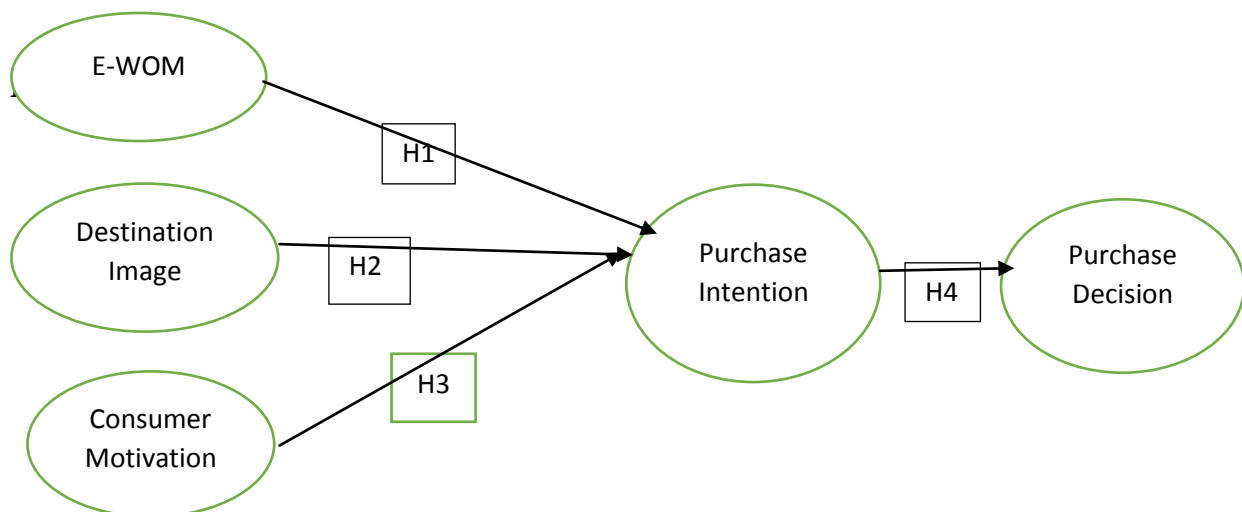 E-WOM
H1
Destination
Image
H2
Consumer
Motivation
H3
Purchase
Intention
H4
Purchase
Decision